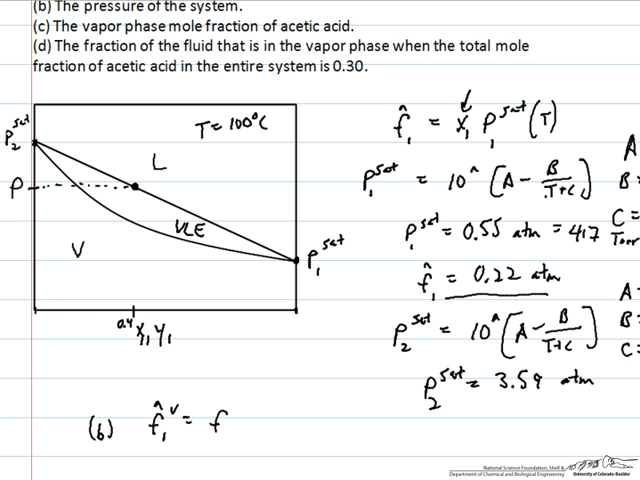 (b) The pressure of the system.
(c) The vapor phase mole fraction of acetic acid.
(d) The fraction of the fluid that is in the vapor phase when the total mole
fraction of acetic acid in the entire system is 0.30.
P₂ˢᵃᵗ
T = 100°C
L
P
VLE
V
P₁ˢᵃᵗ
0.4
X₁ Y₁
f̂₁ = X₁ P₁ˢᵃᵗ (T)
P₁ˢᵃᵗ = 10^(A - B/(T+C))
P₁ˢᵃᵗ = 0.55 atm = 417 Torr
f̂₁ = 0.22 atm
P₂ˢᵃᵗ = 10^(A - B/(T+C))
P₂ˢᵃᵗ = 3.59 atm
A
B =
C =
A =
B =
C =
(b) f̂₁ᵛ = f
National Science Foundation, Shell &
Department of Chemical and Biological Engineering
University of Colorado Boulder